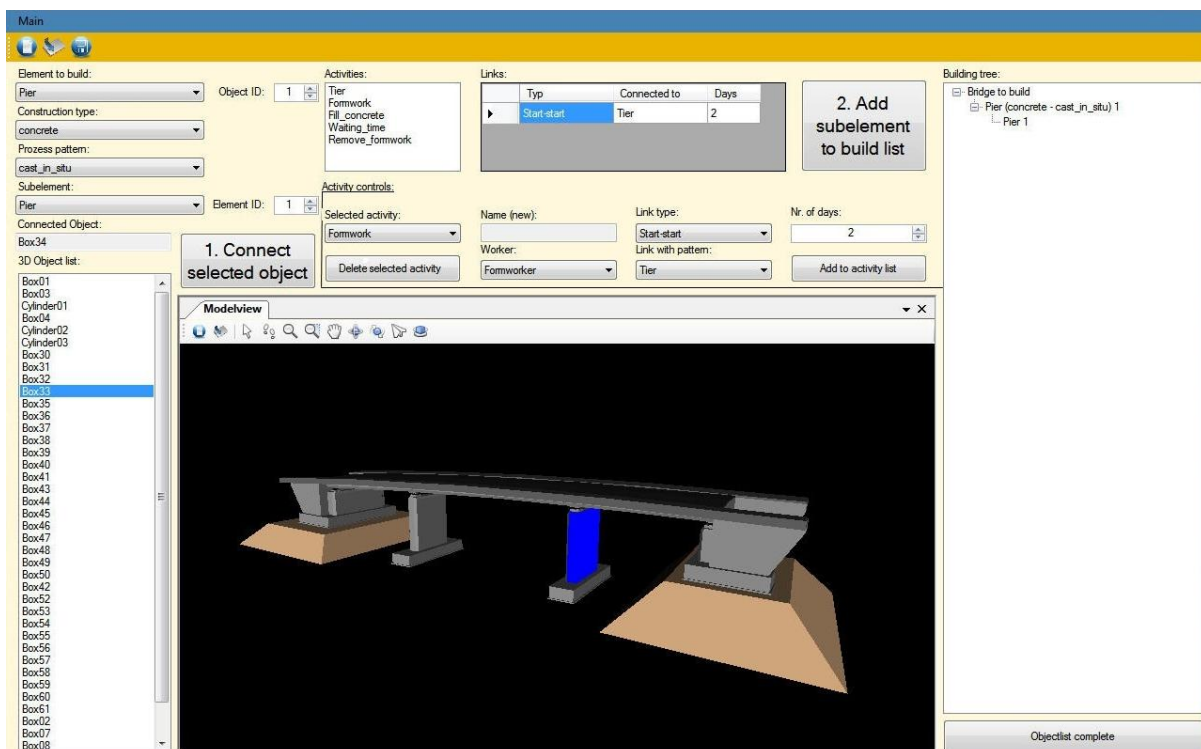 Main
Element to build:
Pier
Object ID: 1
Construction type:
concrete
Prozess pattern:
cast_in_situ
Subelement:
Pier
Element ID: 1
Connected Object:
Box34
1. Connect
selected object
3D Object list:
Box01
Box03
Cylinder01
Box04
Cylinder02
Cylinder03
Box30
Box31
Box32
Box33
Box35
Box36
Box37
Box38
Box39
Box40
Box41
Box43
Box44
Box45
Box46
Box47
Box48
Box49
Box50
Box42
Box52
Box53
Box54
Box55
Box56
Box57
Box58
Box59
Box60
Box61
Box02
Box07
Box08
Activities:
Tier
Formwork
Fill_concrete
Waiting_time
Remove_formwork
Links:
Typ Connected to Days
Start-start Tier 2
2. Add
subelement
to build list
Activity controls:
Selected activity:
Formwork
Delete selected activity
Name (new):
Worker:
Formworker
Link type:
Start-start
Link with pattern:
Tier
Nr. of days:
2
Add to activity list
Modelview
Building tree:
Bridge to build
Pier (concrete - cast_in_situ) 1
Pier 1
Objectlist complete